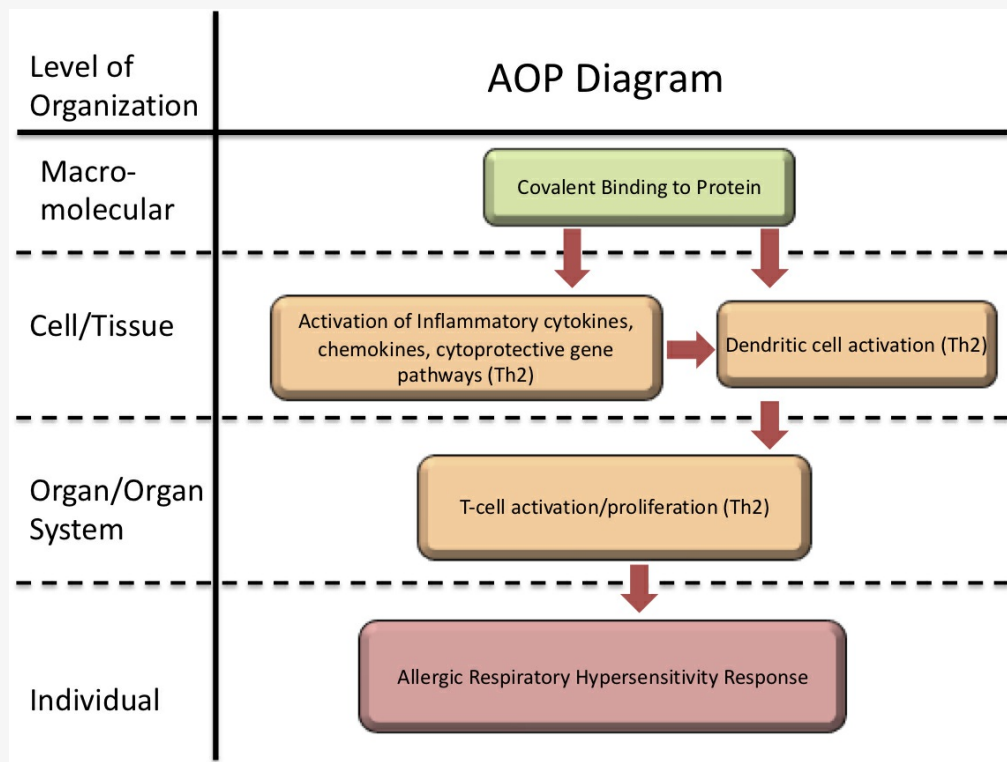 Level of
Organization
AOP Diagram
Macro-
molecular
Covalent Binding to Protein
Cell/Tissue
Activation of Inflammatory cytokines,
chemokines, cytoprotective gene
pathways (Th2)
Dendritic cell activation (Th2)
Organ/Organ
System
T-cell activation/proliferation (Th2)
Individual
Allergic Respiratory Hypersensitivity Response